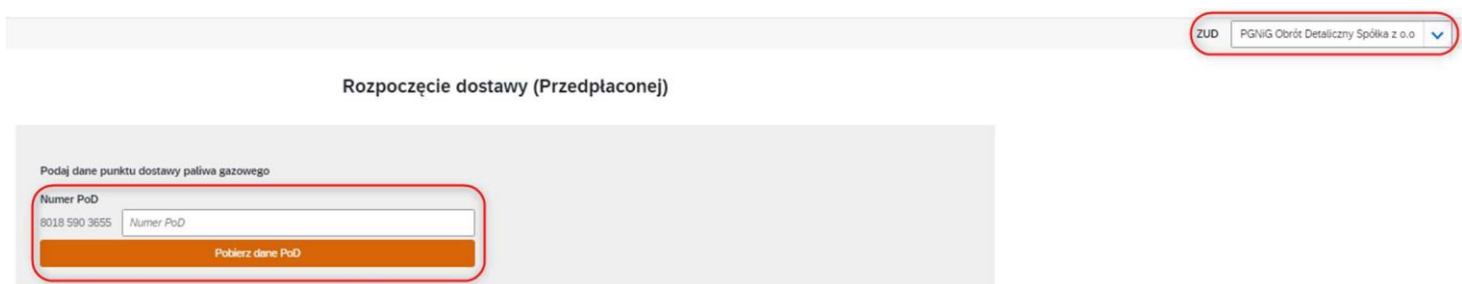 ZUD PGNiG Obrót Detaliczny Spółka z o.o
Rozpoczęcie dostawy (Przedpłaconej)
Podaj dane punktu dostawy paliwa gazowego
Numer PoD
8018 590 3655 Numer PoD
Pobierz dane PoD